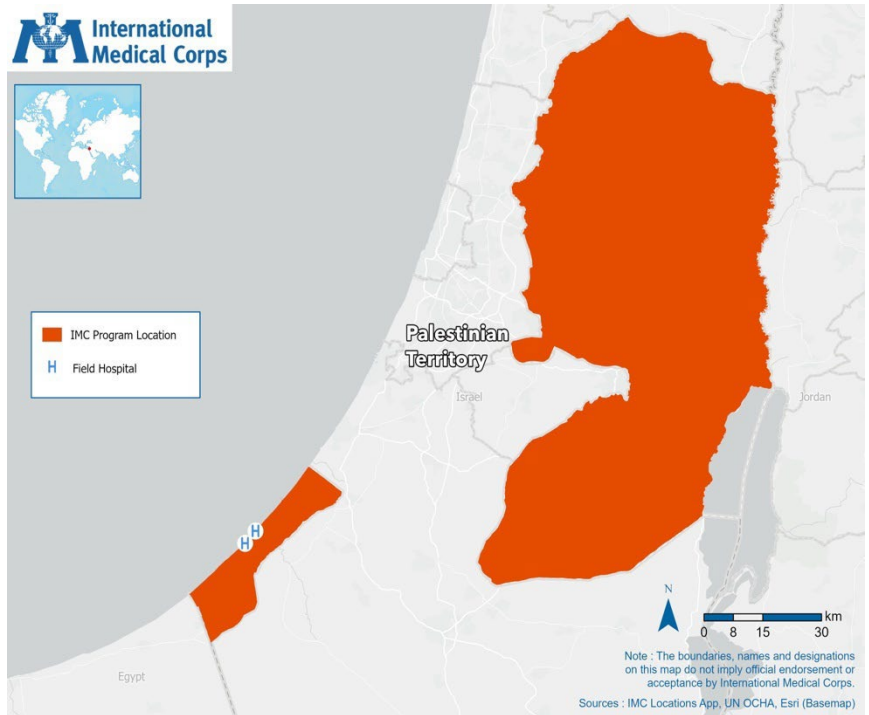 International
Medical Corps
IMC Program Location
H Field Hospital
Palestinian
Territory
Israel
Jordan
H
H
Egypt
N
km
0 8 15 30
Note : The boundaries, names and designations
on this map do not imply official endorsement or
acceptance by International Medical Corps.
Sources : IMC Locations App, UN OCHA, Esri (Basemap)